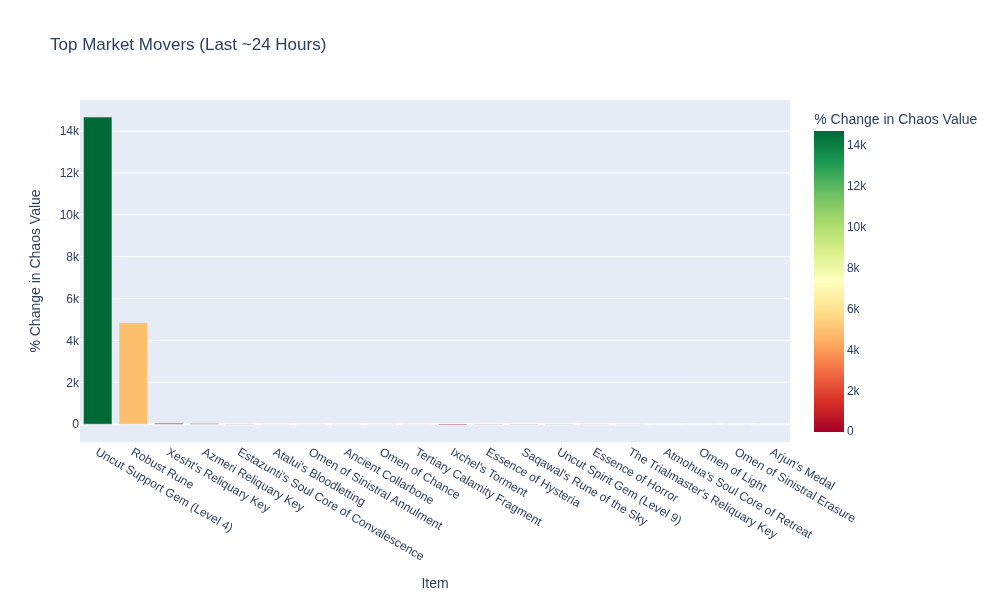 Top Market Movers (Last ~24 Hours)
% Change in Chaos Value
14k
12k
10k
8k
6k
4k
2k
0
% Change in Chaos Value
14k
12k
10k
8k
6k
4k
2k
0
Uncut Support Gem (Level 4)
Robust Rune
Xesht's Reliquary Key
Azmeri Reliquary Key
Estazunti's Soul Core of Convalescence
Atalui's Bloodletting
Omen of Sinistral Annulment
Ancient Collarbone
Omen of Chance
Tertiary Calamity Fragment
Ixchel's Torment
Essence of Hysteria
Saqawal's Rune of the Sky
Uncut Spirit Gem (Level 9)
Essence of Horror
The Trialmaster's Reliquary Key
Atmohua's Soul Core of Retreat
Omen of Light
Omen of Sinistral Erasure
Arjun's Medal
Item